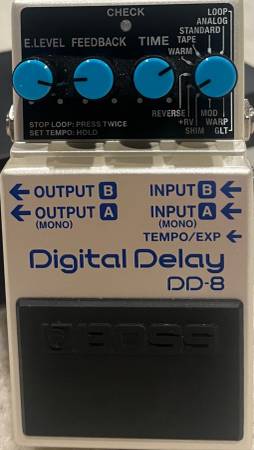 CHECK
E.LEVEL FEEDBACK TIME
LOOP
ANALOG
STANDARD
TAPE
WARM
REVERSE
+RV
SHIM
MOD
WARP
GLT
STOP LOOP: PRESS TWICE
SET TEMPO: HOLD
OUTPUT B
INPUT B
OUTPUT A
(MONO)
INPUT A
(MONO)
TEMPO/EXP
Digital Delay
DD-8
BOSS